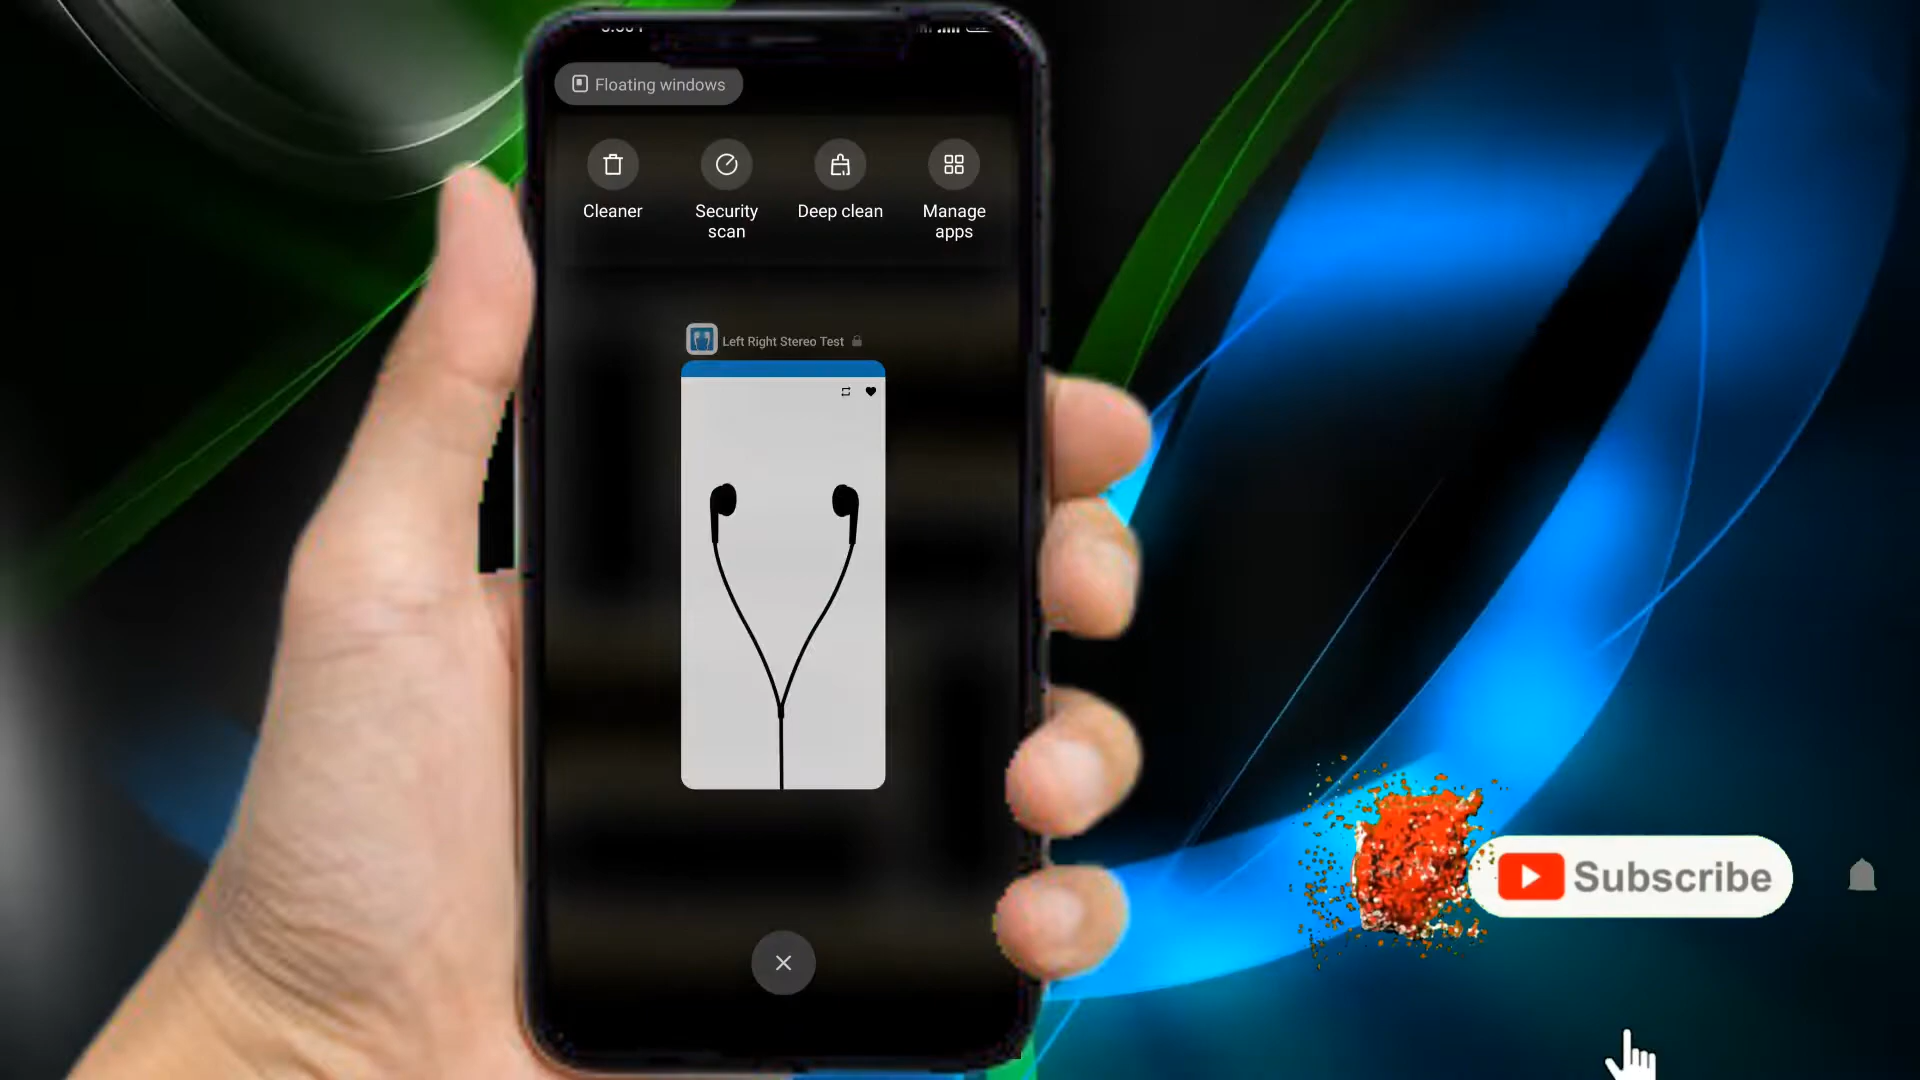 Floating windows
Cleaner
Security
scan
Deep clean
Manage
apps
Left Right Stereo Test
Subscribe